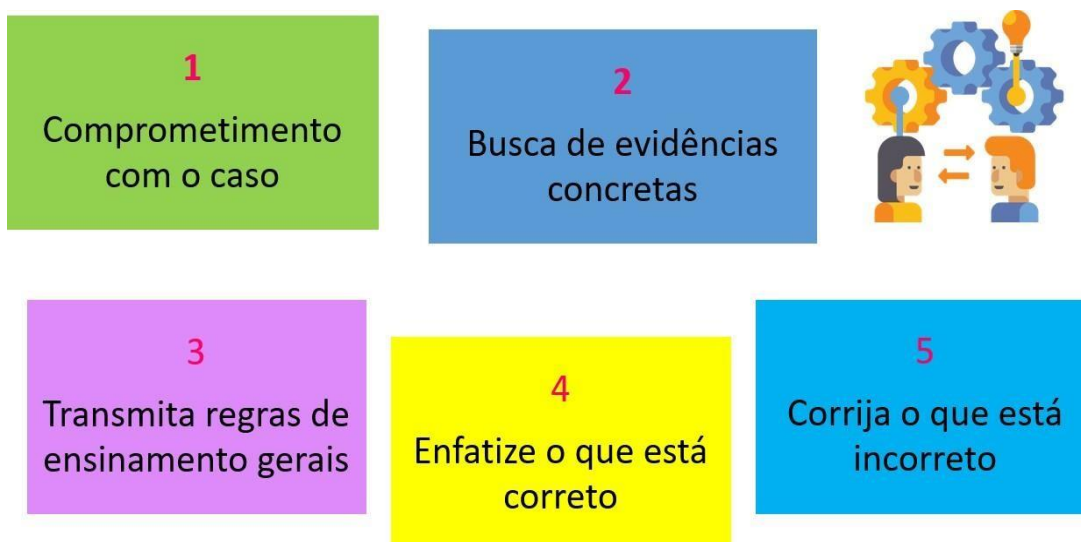 1
Comprometimento
com o caso
2
Busca de evidências
concretas
3
Transmita regras de
ensinamento gerais
4
Enfatize o que está
correto
5
Corrija o que está
incorreto